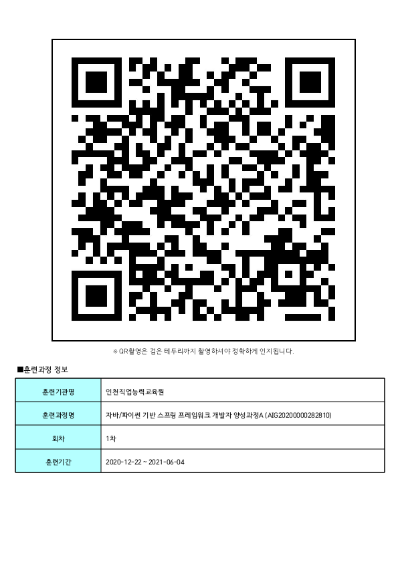 ※ QR촬영은 검은 테두리까지 촬영하셔야 정확하게 인지됩니다.
■훈련과정 정보
훈련기관명 인천직업능력교육원
훈련과정명 자바/파이썬 기반 스프링 프레임워크 개발자 양성과정A (AIG20200000282810)
회차 1차
훈련기간 2020-12-22 ~ 2021-06-04